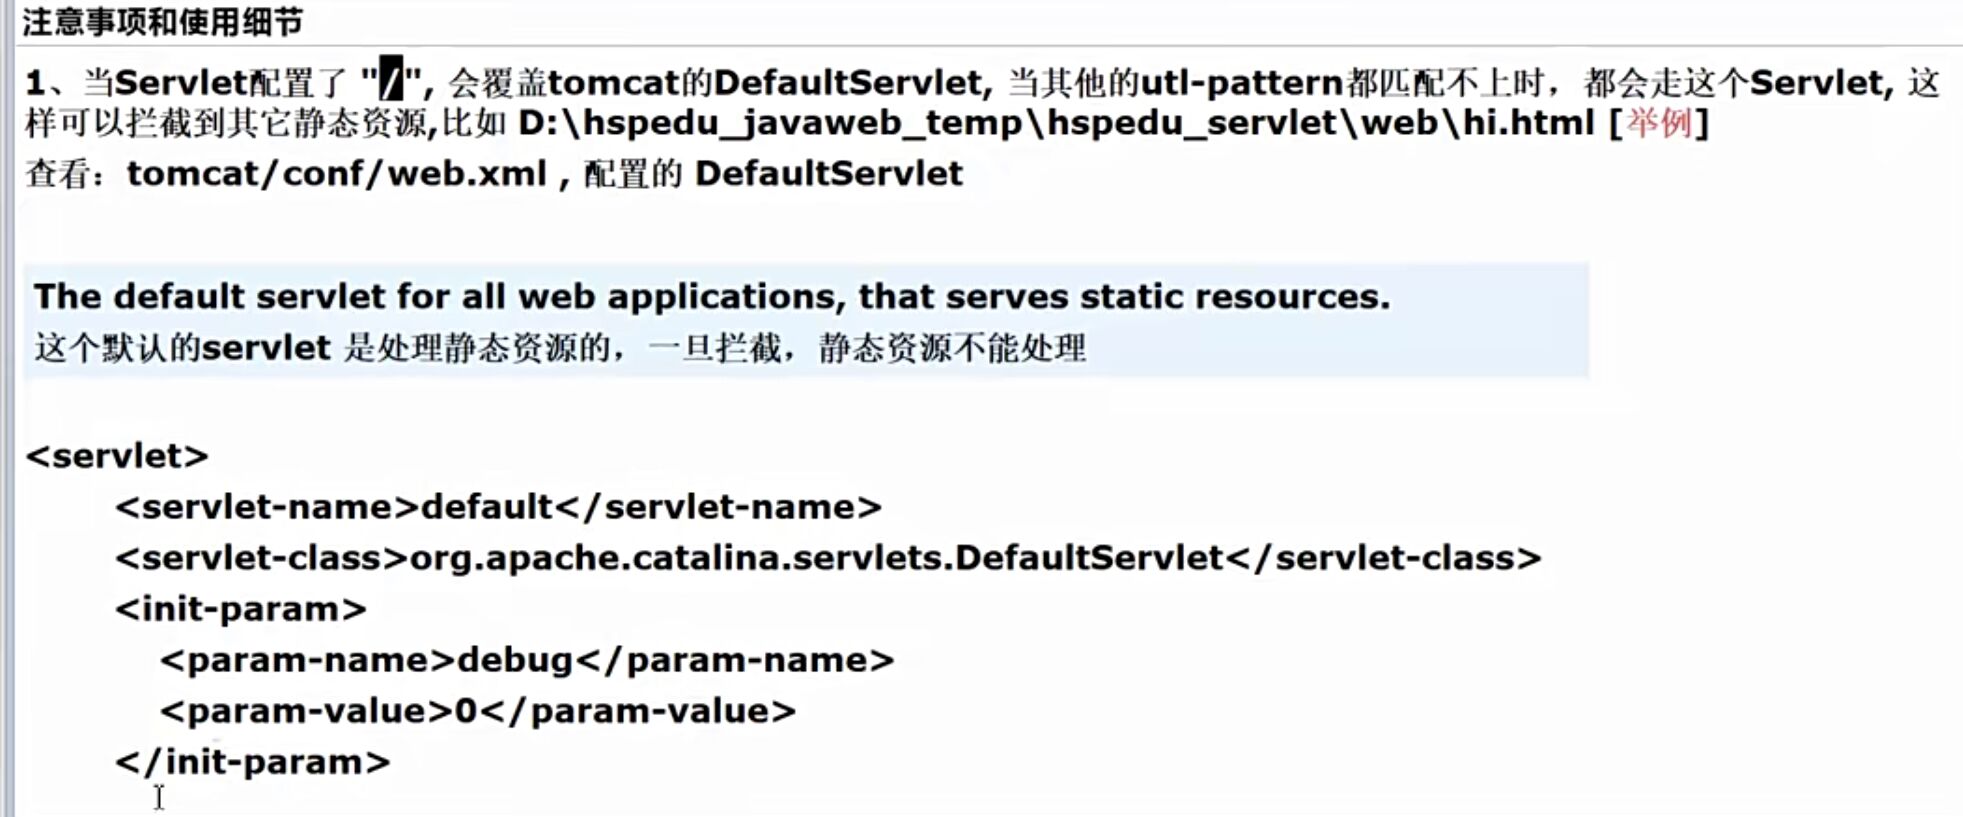 注意事项和使用细节
1、当Servlet配置了 "/", 会覆盖tomcat的DefaultServlet, 当其他的utl-pattern都匹配不上时，都会走这个Servlet, 这
样可以拦截到其它静态资源,比如 D:\hspedu_javaweb_temp\hspedu_servlet\web\hi.html [举例]
查看：tomcat/conf/web.xml , 配置的 DefaultServlet
The default servlet for all web applications, that serves static resources.
这个默认的servlet 是处理静态资源的，一旦拦截，静态资源不能处理
<servlet>
<servlet-name>default</servlet-name>
<servlet-class>org.apache.catalina.servlets.DefaultServlet</servlet-class>
<init-param>
<param-name>debug</param-name>
<param-value>0</param-value>
</init-param>